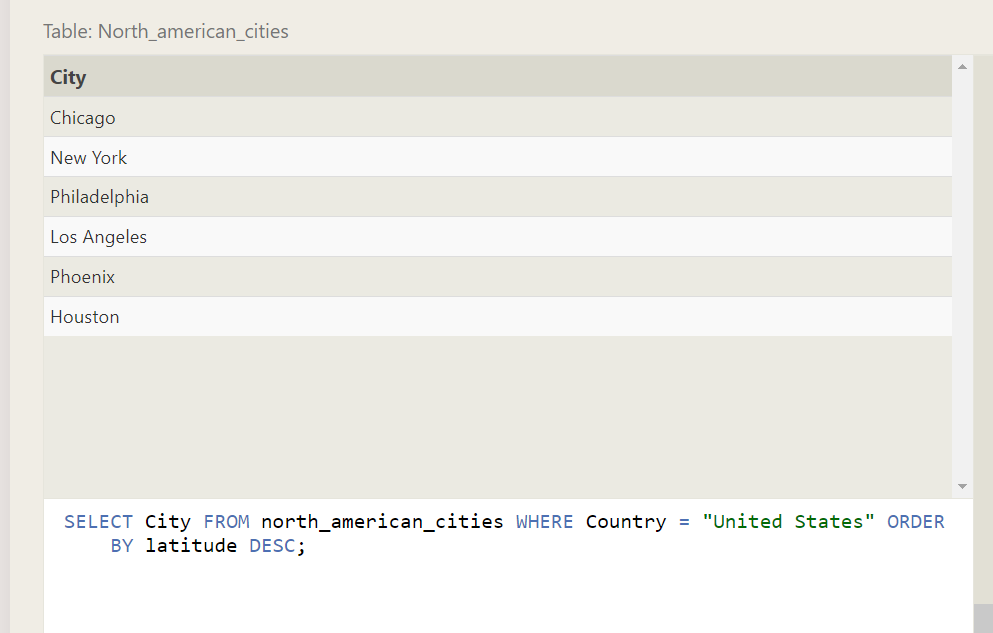 Table: North_american_cities
City
Chicago
New York
Philadelphia
Los Angeles
Phoenix
Houston
SELECT City FROM north_american_cities WHERE Country = "United States" ORDER
BY latitude DESC;